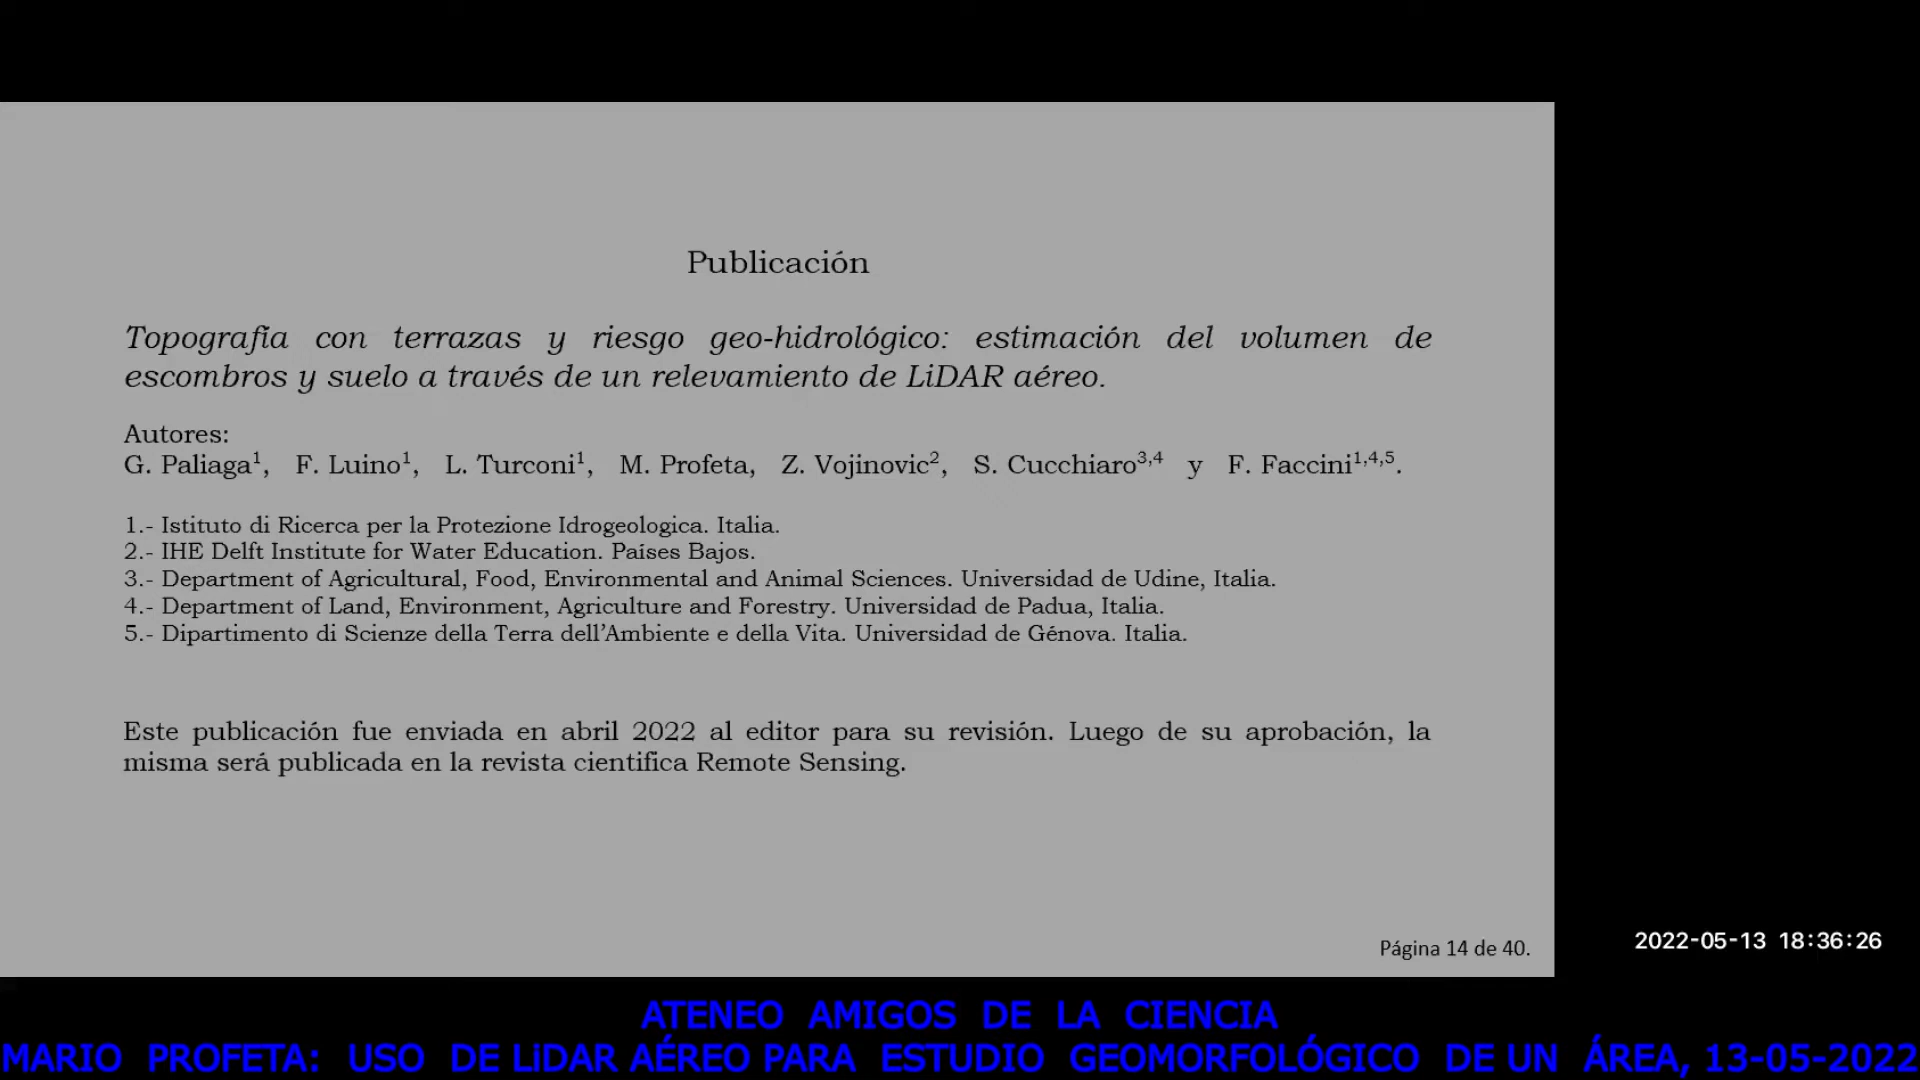 Publicación
Topografía con terrazas y riesgo geo-hidrológico: estimación del volumen de
escombros y suelo a través de un relevamiento de LiDAR aéreo.
Autores:
G. Paliaga¹, F. Luino¹, L. Turconi¹, M. Profeta, Z. Vojinovic², S. Cucchiaro³,⁴ y F. Faccini¹,⁴,⁵.
1.- Istituto di Ricerca per la Protezione Idrogeologica. Italia.
2.- IHE Delft Institute for Water Education. Países Bajos.
3.- Department of Agricultural, Food, Environmental and Animal Sciences. Universidad de Udine, Italia.
4.- Department of Land, Environment, Agriculture and Forestry. Universidad de Padua, Italia.
5.- Dipartimento di Scienze della Terra dell'Ambiente e della Vita. Universidad de Génova. Italia.
Este publicación fue enviada en abril 2022 al editor para su revisión. Luego de su aprobación, la
misma será publicada en la revista cientifica Remote Sensing.
Página 14 de 40.
2022-05-13 18:36:26
ATENEO AMIGOS DE LA CIENCIA
MARIO PROFETA: USO DE LiDAR AÉREO PARA ESTUDIO GEOMORFOLÓGICO DE UN ÁREA, 13-05-2022